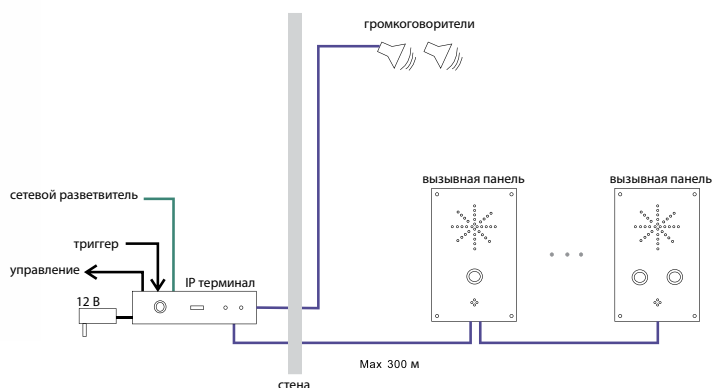 громкоговорители
вызывная панель
вызывная панель
сетевой разветвитель
триггер
управление
IP терминал
12 В
Max 300 м
стена